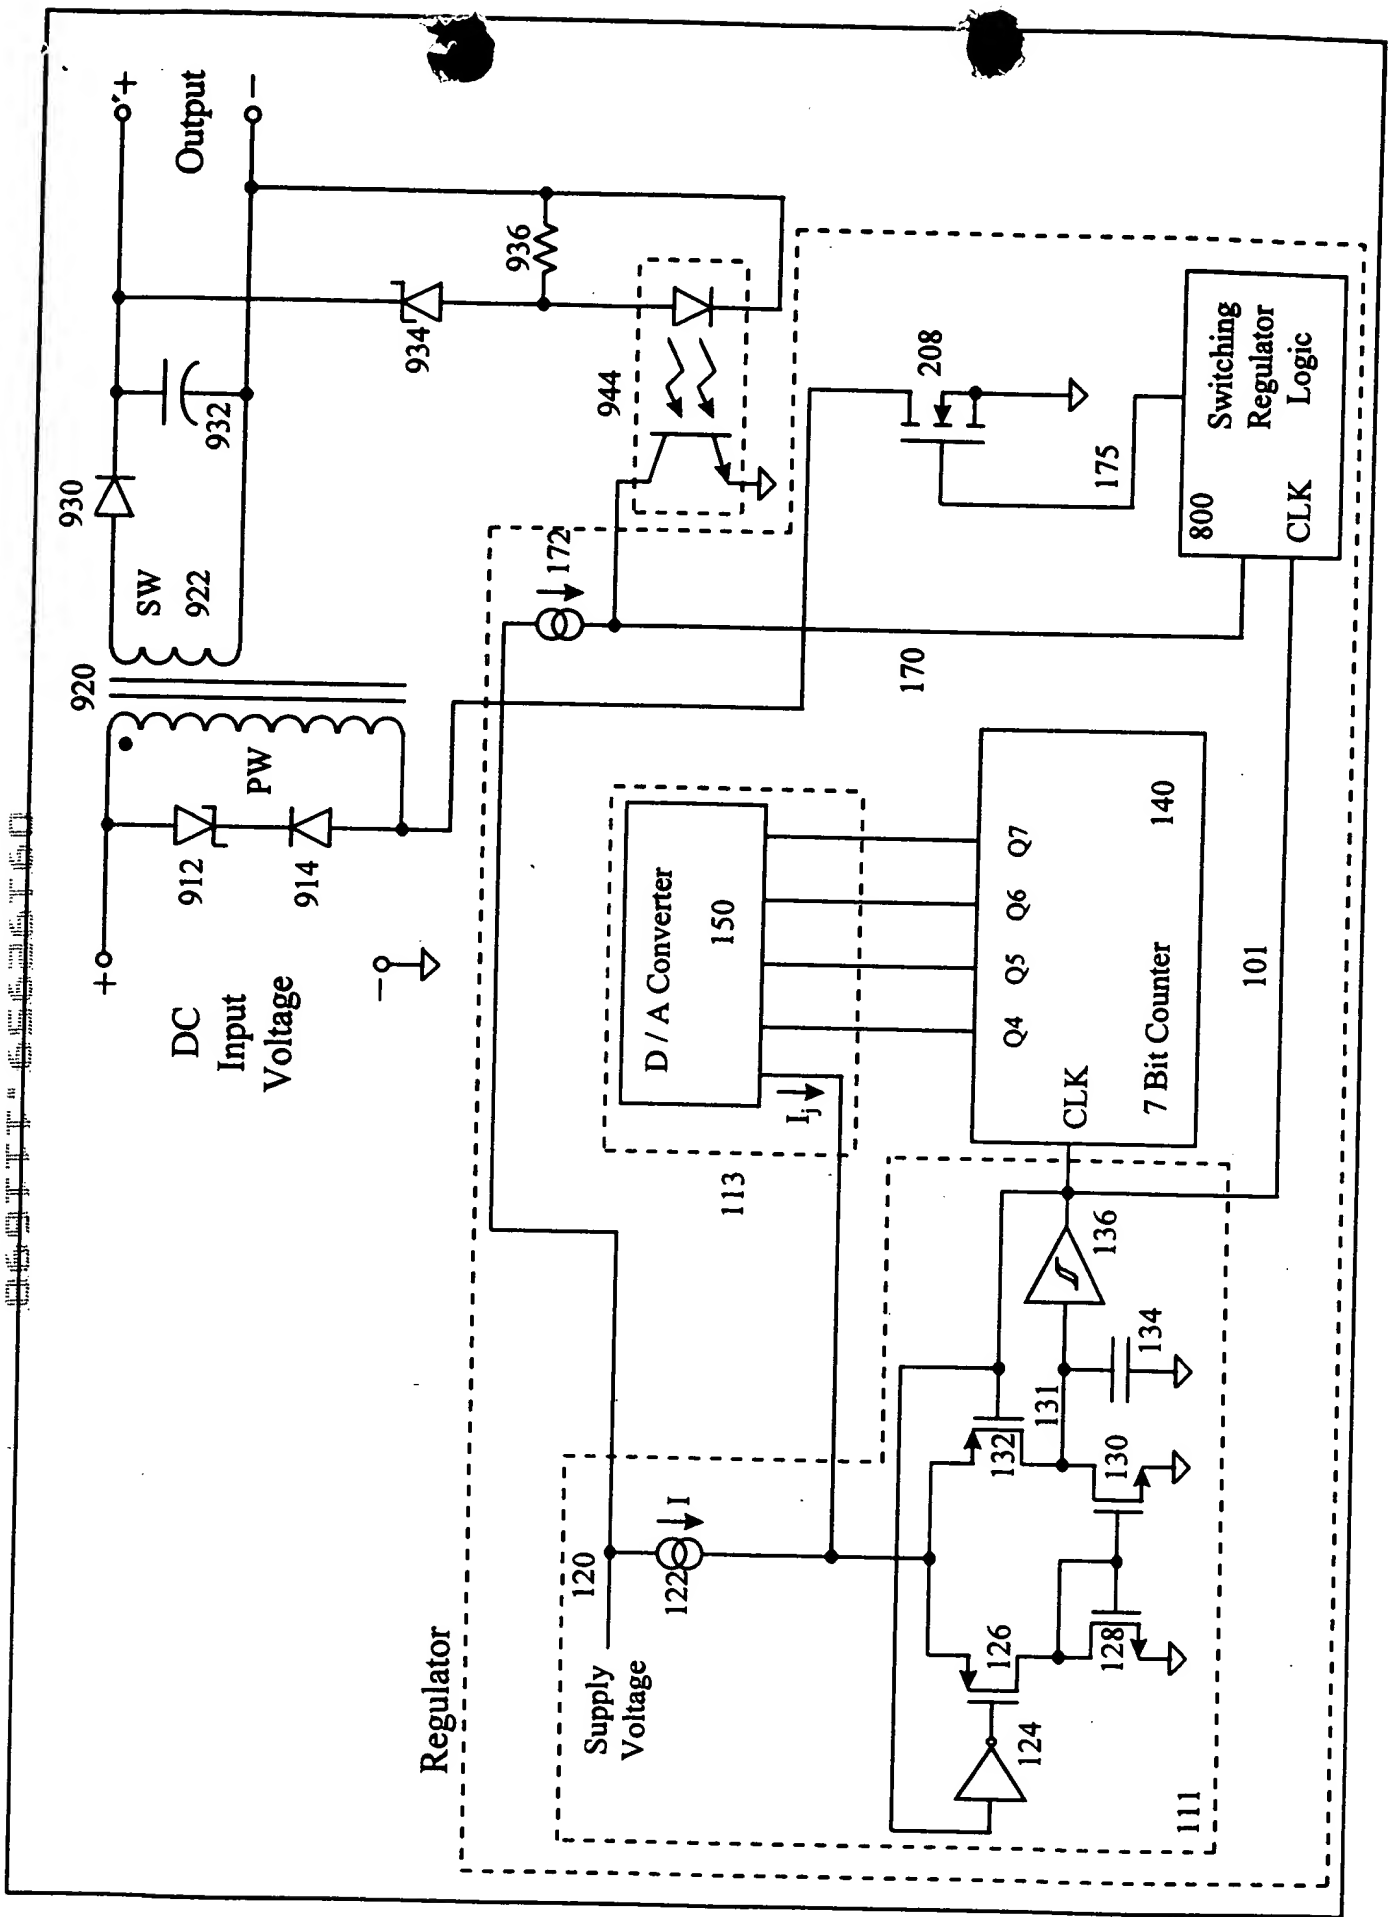 +
Output
-
930
SW
922
932
920
PW
+
DC
Input
Voltage
-
912
914
934
936
944
172
208
175
Switching
Regulator
Logic
800
CLK
170
D / A Converter
150
113
Ij
Q4 Q5 Q6 Q7
CLK
7 Bit Counter
140
101
Regulator
Supply
Voltage
120
122
I
124
126
128
130
131
132
134
136
111